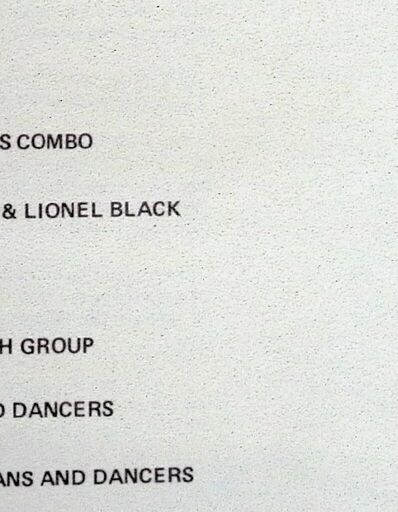 S COMBO
& LIONEL BLACK
H GROUP
D DANCERS
ANS AND DANCERS